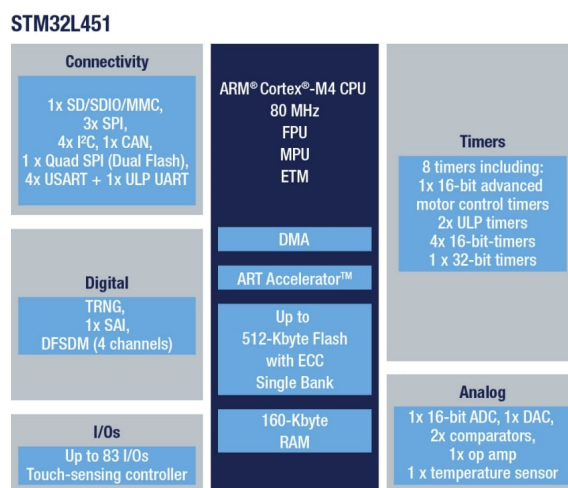 STM32L451
Connectivity
1x SD/SDIO/MMC,
3x SPI,
4x I²C, 1x CAN,
1 x Quad SPI (Dual Flash),
4x USART + 1x ULP UART
Digital
TRNG,
1x SAI,
DFSDM (4 channels)
I/Os
Up to 83 I/Os
Touch-sensing controller
ARM® Cortex®-M4 CPU
80 MHz
FPU
MPU
ETM
DMA
ART Accelerator™
Up to
512-Kbyte Flash
with ECC
Single Bank
160-Kbyte
RAM
Timers
8 timers including:
1x 16-bit advanced
motor control timers
2x ULP timers
4x 16-bit-timers
1 x 32-bit timers
Analog
1x 16-bit ADC, 1x DAC,
2x comparators,
1x op amp
1 x temperature sensor